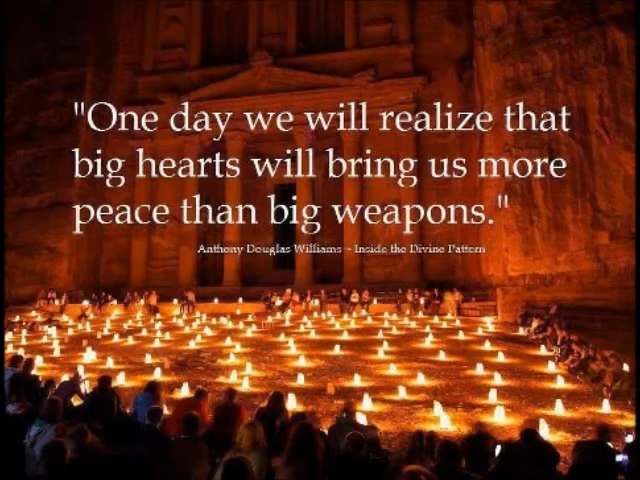 "One day we will realize that
big hearts will bring us more
peace than big weapons."
Anthony Douglas Williams ~ Inside the Divine Pattern